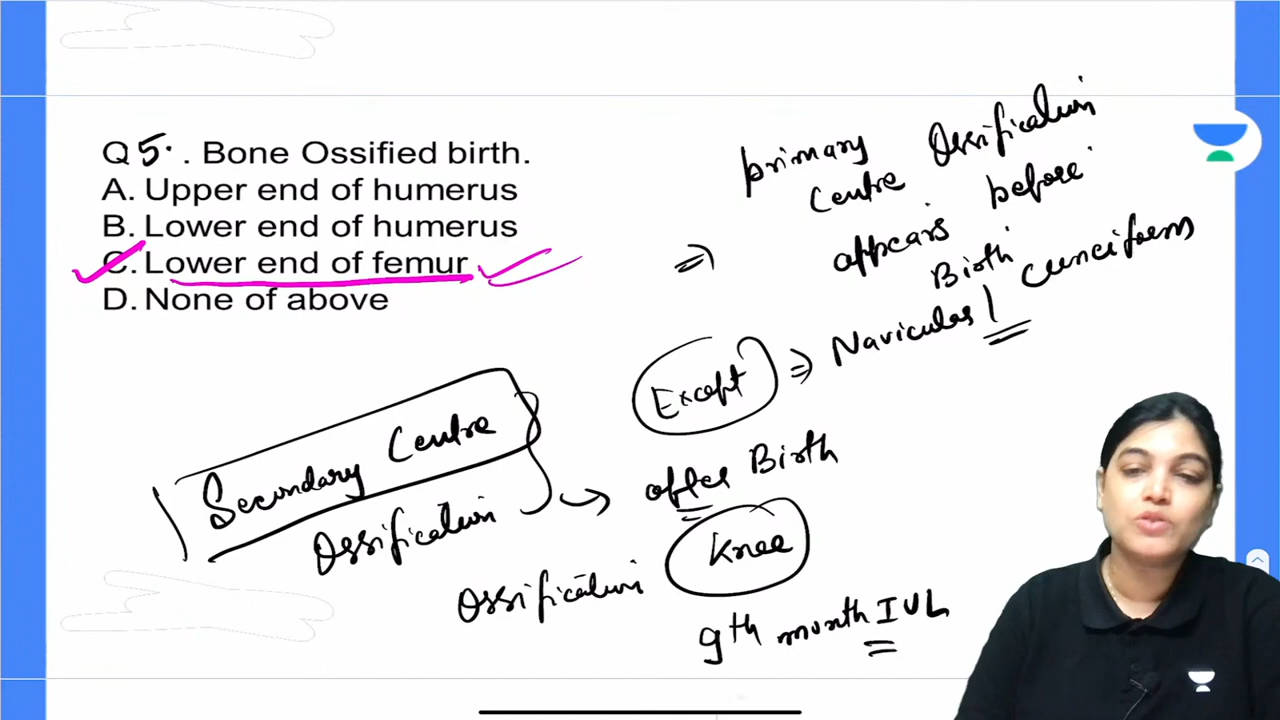 Q 5. . Bone Ossified birth.
A. Upper end of humerus
B. Lower end of humerus
C. Lower end of femur
D. None of above
⇒ primary Ossification
Centre
appears before
Birth
Except ⇒ Navicular / cuneiform
Secondary Centre
Ossification → after Birth
Ossification Knee
9th month IUL